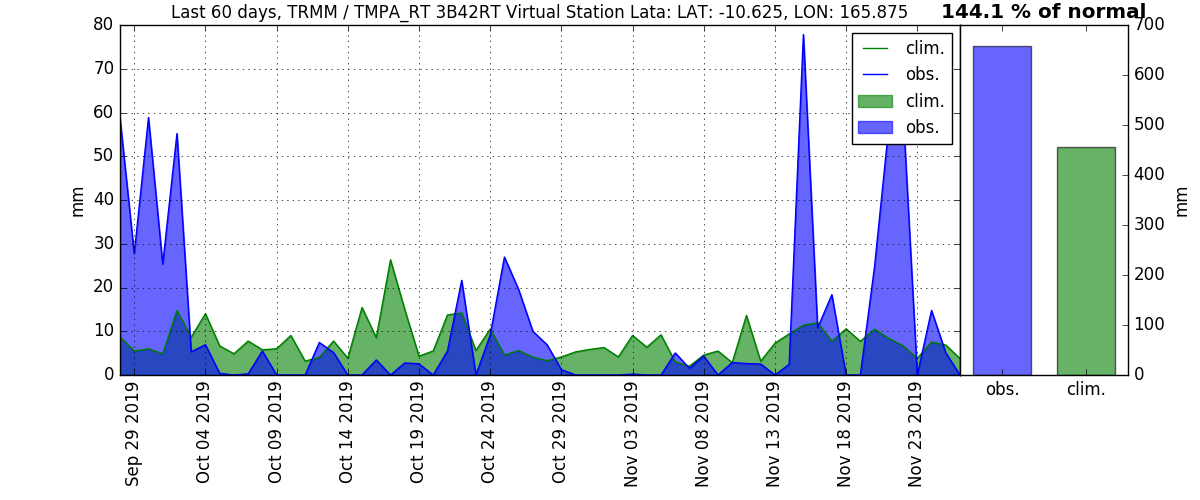 Last 60 days, TRMM / TMPA_RT 3B42RT Virtual Station Lata: LAT: -10.625, LON: 165.875
144.1 % of normal
80
70
60
50
40
30
20
10
0
mm
clim.
obs.
clim.
obs.
700
600
500
400
300
200
100
0
mm
Sep 29 2019
Oct 04 2019
Oct 09 2019
Oct 14 2019
Oct 19 2019
Oct 24 2019
Oct 29 2019
Nov 03 2019
Nov 08 2019
Nov 13 2019
Nov 18 2019
Nov 23 2019
obs.
clim.